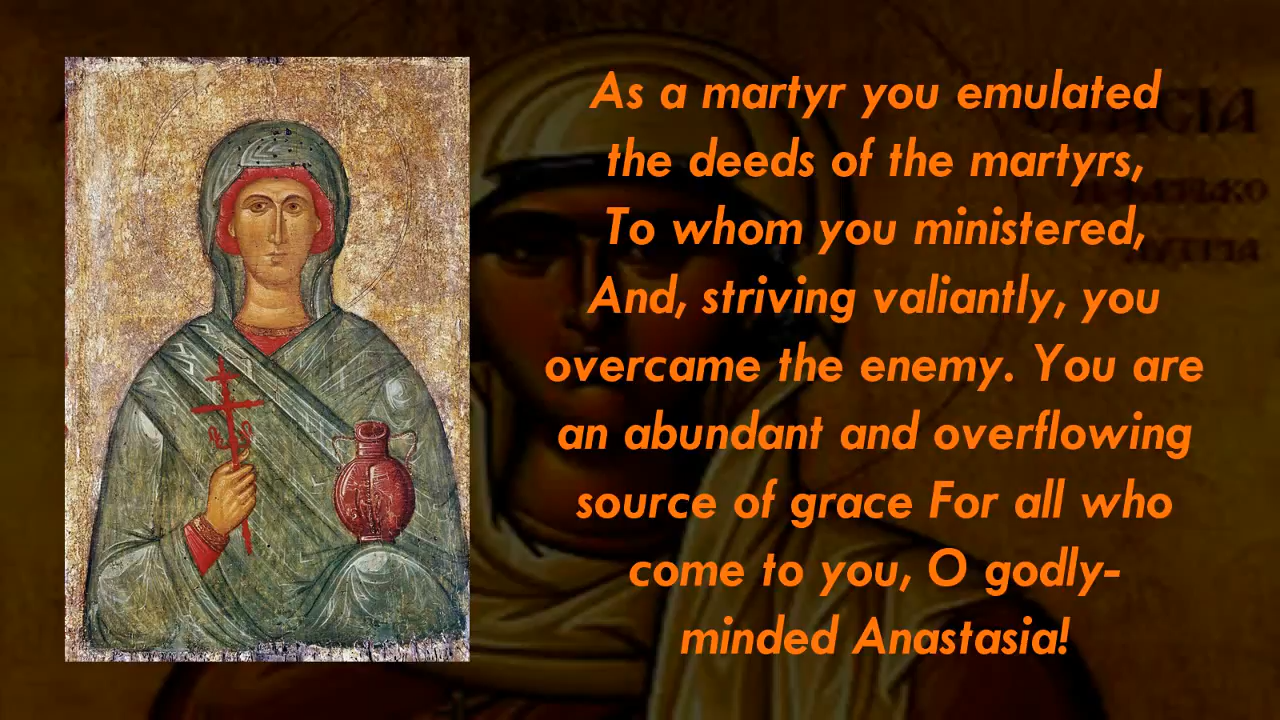 As a martyr you emulated
the deeds of the martyrs,
To whom you ministered,
And, striving valiantly, you
overcame the enemy. You are
an abundant and overflowing
source of grace For all who
come to you, O godly-
minded Anastasia!